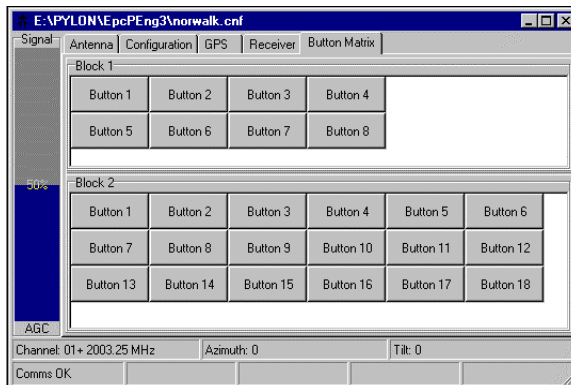 E:\PYLON\EpcPEng3\norwalk.cnf
Signal
Antenna Configuration GPS Receiver Button Matrix
Block 1
Button 1 Button 2 Button 3 Button 4
Button 5 Button 6 Button 7 Button 8
50%
Block 2
Button 1 Button 2 Button 3 Button 4 Button 5 Button 6
Button 7 Button 8 Button 9 Button 10 Button 11 Button 12
Button 13 Button 14 Button 15 Button 16 Button 17 Button 18
AGC
Channel: 01+ 2003.25 MHz Azimuth: 0 Tilt: 0
Comms OK